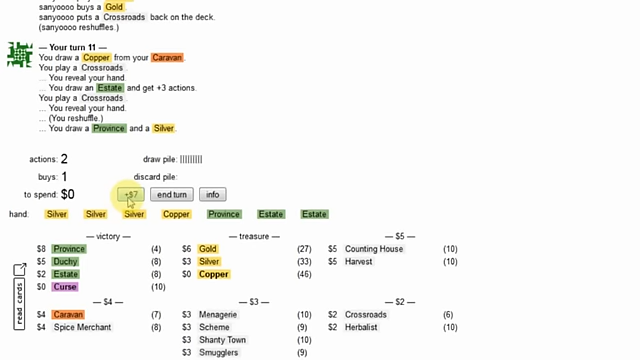 sanyoooo buys a Gold.
sanyoooo puts a Crossroads back on the deck.
(sanyoooo reshuffles.)
— Your turn 11 —
You draw a Copper from your Caravan.
You play a Crossroads.
... You reveal your hand.
... You draw an Estate and get +3 actions.
You play a Crossroads.
... You reveal your hand.
... (You reshuffle.)
... You draw a Province and a Silver.
actions: 2 draw pile: |||||||||
buys: 1 discard pile:
to spend: $0 +$7 end turn info
hand: Silver Silver Silver Copper Province Estate Estate
— victory — — treasure — — $5 —
$8 Province (4) $6 Gold (27) $5 Counting House (10)
$5 Duchy (8) $3 Silver (33) $5 Harvest (10)
$2 Estate (8) $0 Copper (46)
$0 Curse (10)
read cards
— $4 — — $3 — — $2 —
$4 Caravan (7) $3 Menagerie (10) $2 Crossroads (6)
$4 Spice Merchant (8) $3 Scheme (9) $2 Herbalist (10)
$3 Shanty Town (10)
$3 Smugglers (9)